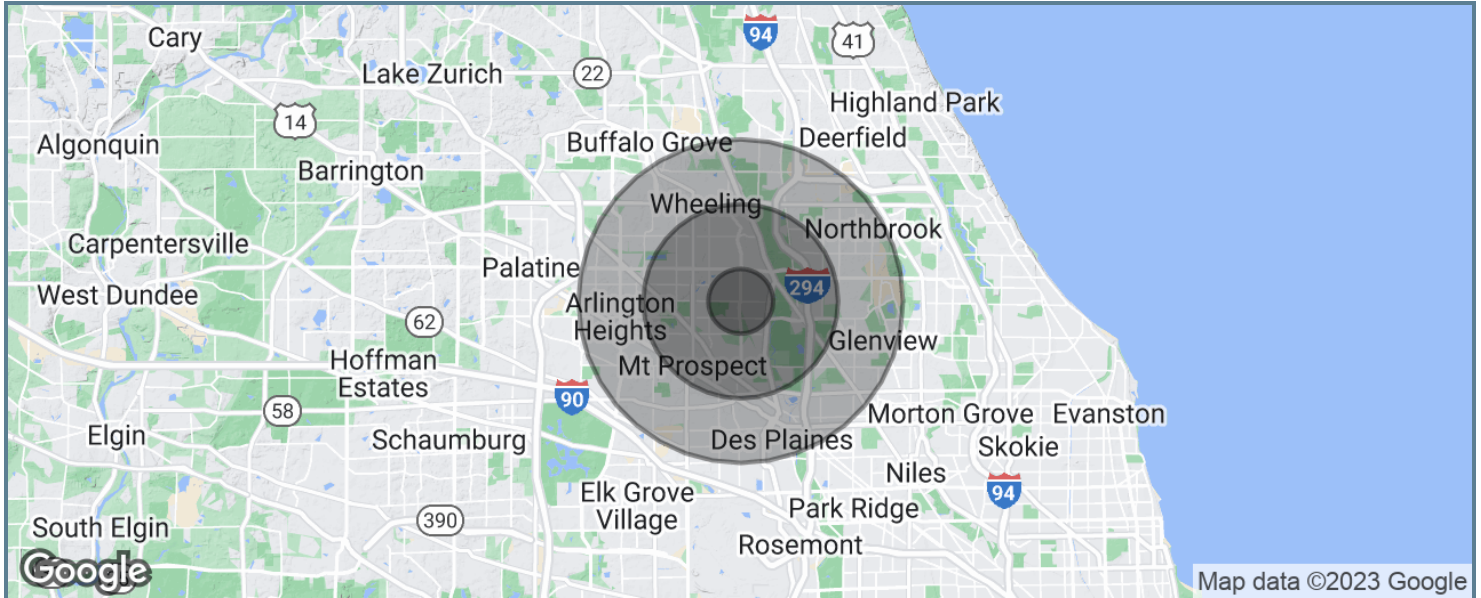 Cary
94
41
Lake Zurich
22
Highland Park
14
Deerfield
Buffalo Grove
Algonquin
Barrington
Wheeling
Northbrook
Carpentersville
Palatine
294
West Dundee
Arlington
Heights
62
Glenview
Hoffman
Estates
Mt Prospect
90
58
Morton Grove
Evanston
Elgin
Schaumburg
Des Plaines
Skokie
Niles
Elk Grove
Village
94
Park Ridge
390
South Elgin
Rosemont
Google
Map data ©2023 Google